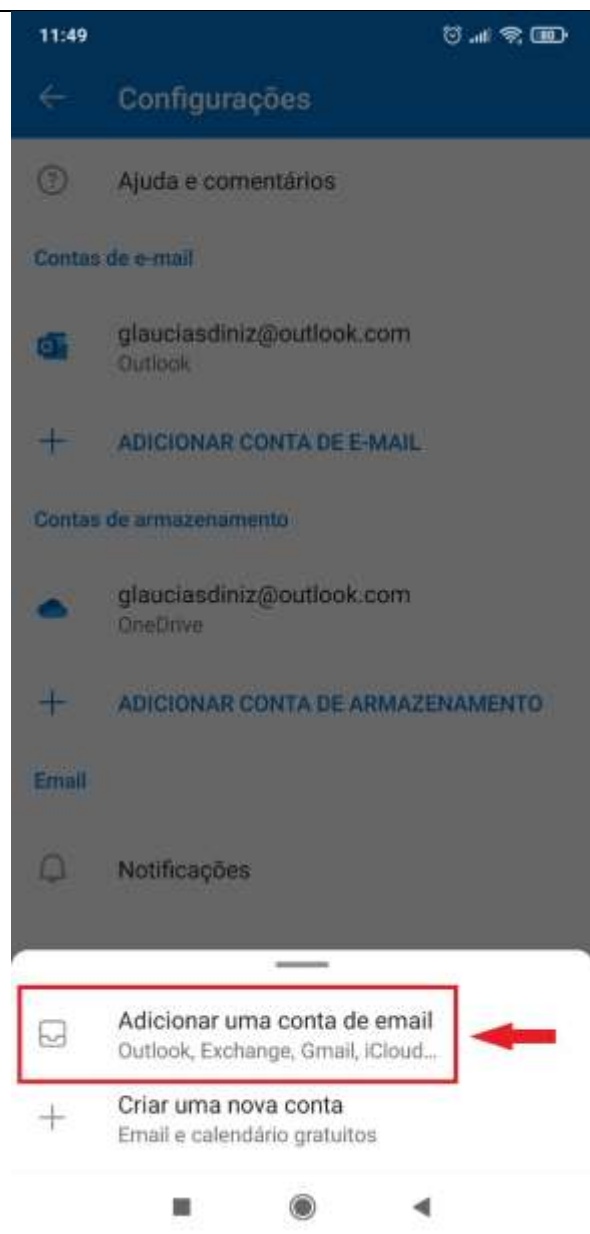 11:49
80
Configurações
Ajuda e comentários
Contas de e-mail
glauciasdiniz@outlook.com
Outlook
ADICIONAR CONTA DE E-MAIL
Contas de armazenamento
glauciasdiniz@outlook.com
OneDrive
ADICIONAR CONTA DE ARMAZENAMENTO
Email
Notificações
Adicionar uma conta de email
Outlook, Exchange, Gmail, iCloud...
Criar uma nova conta
Email e calendário gratuitos